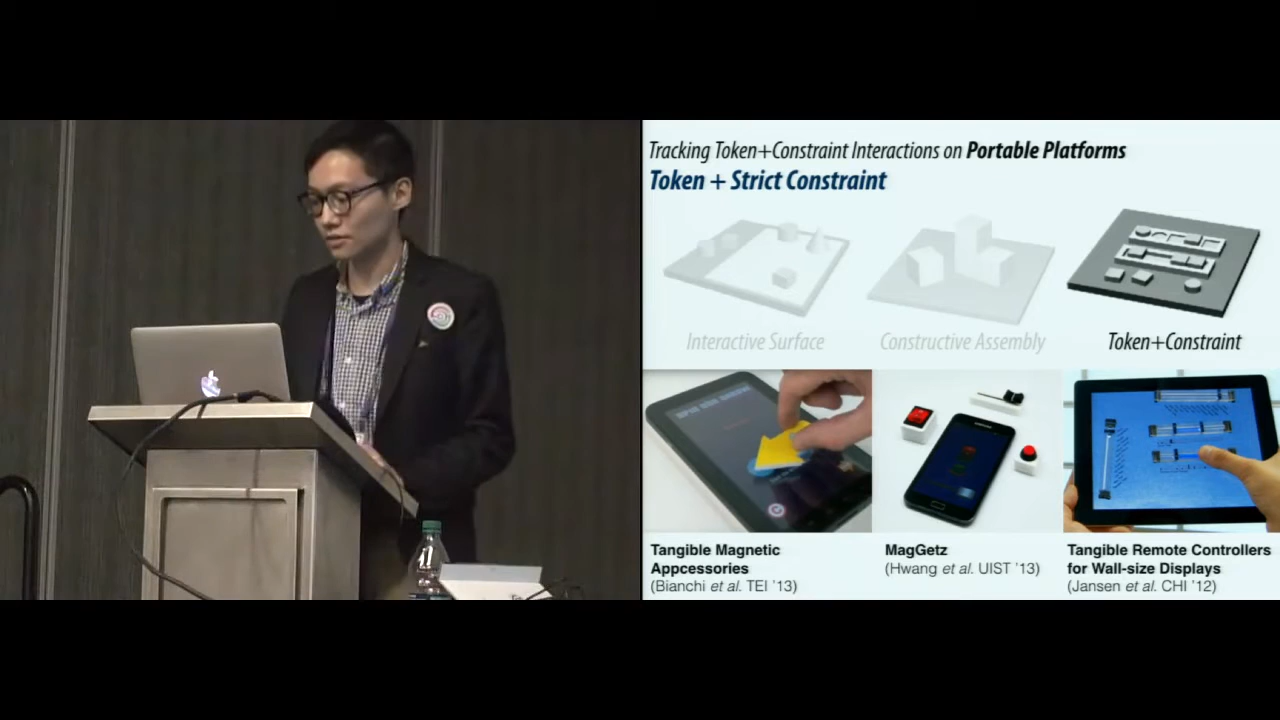 Tracking Token+Constraint Interactions on Portable Platforms
Token + Strict Constraint
Interactive Surface
Constructive Assembly
Token+Constraint
Tangible Magnetic
Appcessories
(Bianchi et al. TEI '13)
MagGetz
(Hwang et al. UIST '13)
Tangible Remote Controllers
for Wall-size Displays
(Jansen et al. CHI '12)